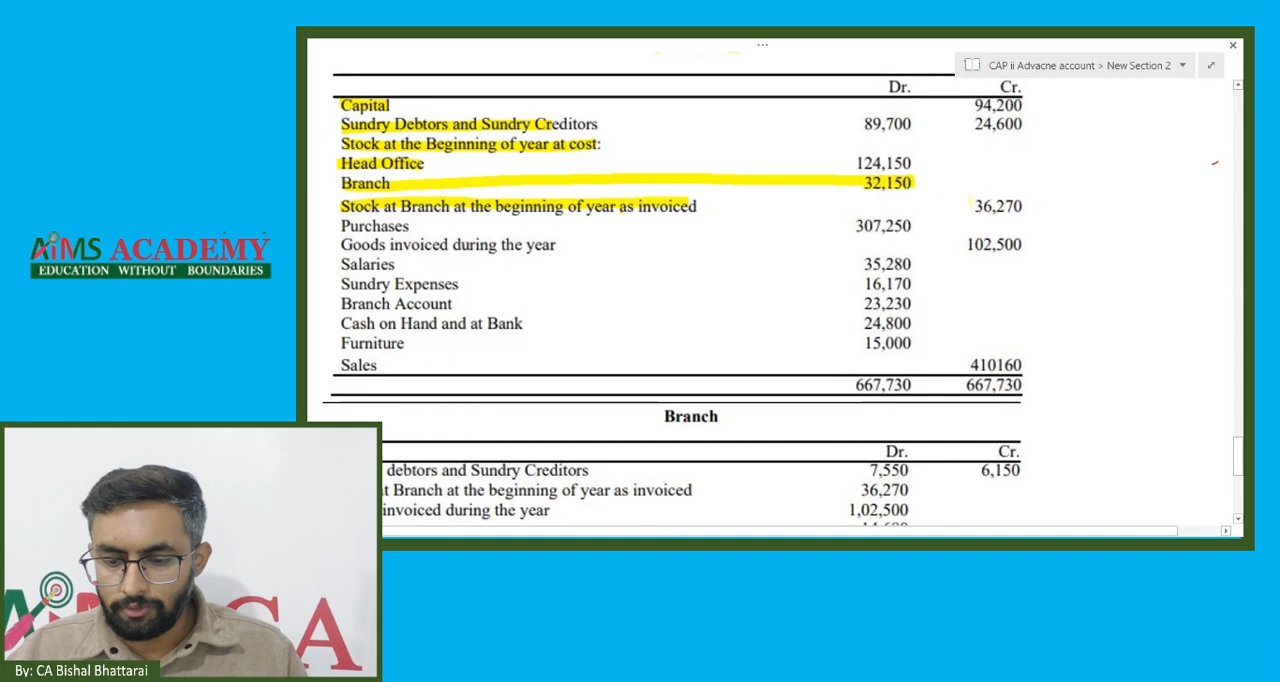 CAP ii Advacne account > New Section 2
Dr. Cr.
Capital 94,200
Sundry Debtors and Sundry Creditors 89,700 24,600
Stock at the Beginning of year at cost:
Head Office 124,150
Branch 32,150
Stock at Branch at the beginning of year as invoiced 36,270
Purchases 307,250
Goods invoiced during the year 102,500
Salaries 35,280
Sundry Expenses 16,170
Branch Account 23,230
Cash on Hand and at Bank 24,800
Furniture 15,000
Sales 410160
667,730 667,730
Branch
Dr. Cr.
debtors and Sundry Creditors 7,550 6,150
t Branch at the beginning of year as invoiced 36,270
invoiced during the year 1,02,500
AiMS ACADEMY
EDUCATION WITHOUT BOUNDARIES
CA
By: CA Bishal Bhattarai